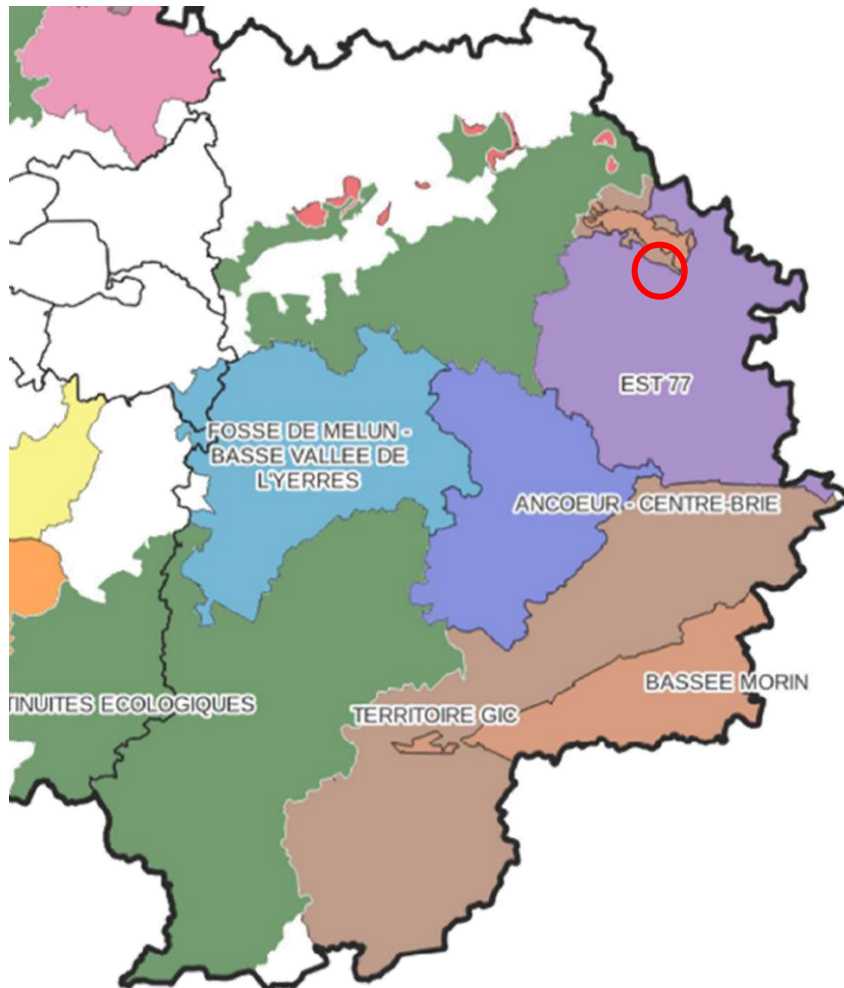 EST 77
FOSSE DE MELUN -
BASSE VALLEE DE
L'YERRES
ANCOEUR - CENTRE-BRIE
BASSEE MORIN
TINUITES ECOLOGIQUES
TERRITOIRE GIC